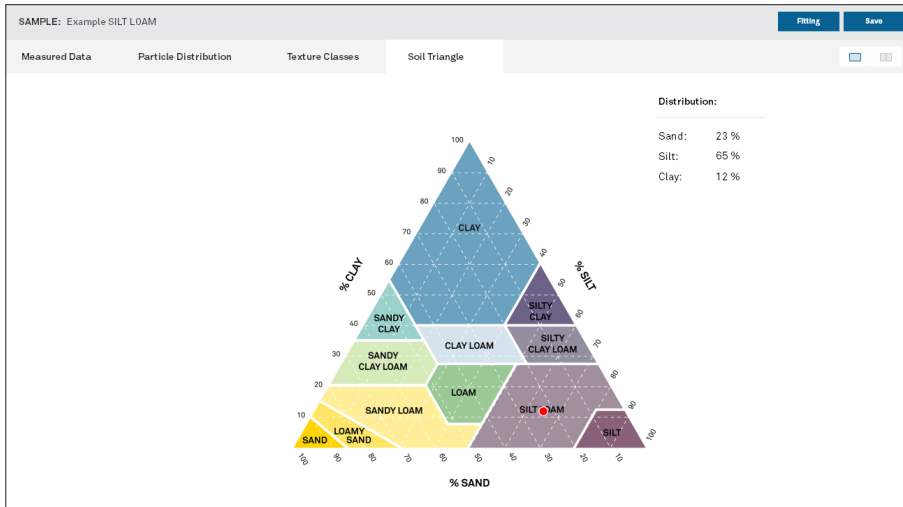 SAMPLE: Example SILT LOAM
Fitting
Save
Measured Data
Particle Distribution
Texture Classes
Soil Triangle
Distribution:
Sand: 23 %
Silt: 65 %
Clay: 12 %
% CLAY
100
90
80
70
60
50
40
30
20
10
% SILT
10
20
30
40
50
60
70
80
90
100
CLAY
SILTY
CLAY
SANDY
CLAY
CLAY LOAM
SILTY
CLAY LOAM
SANDY
CLAY LOAM
LOAM
SANDY LOAM
SILT LOAM
LOAMY
SAND
SAND
SILT
100
90
80
70
60
50
40
30
20
10
% SAND